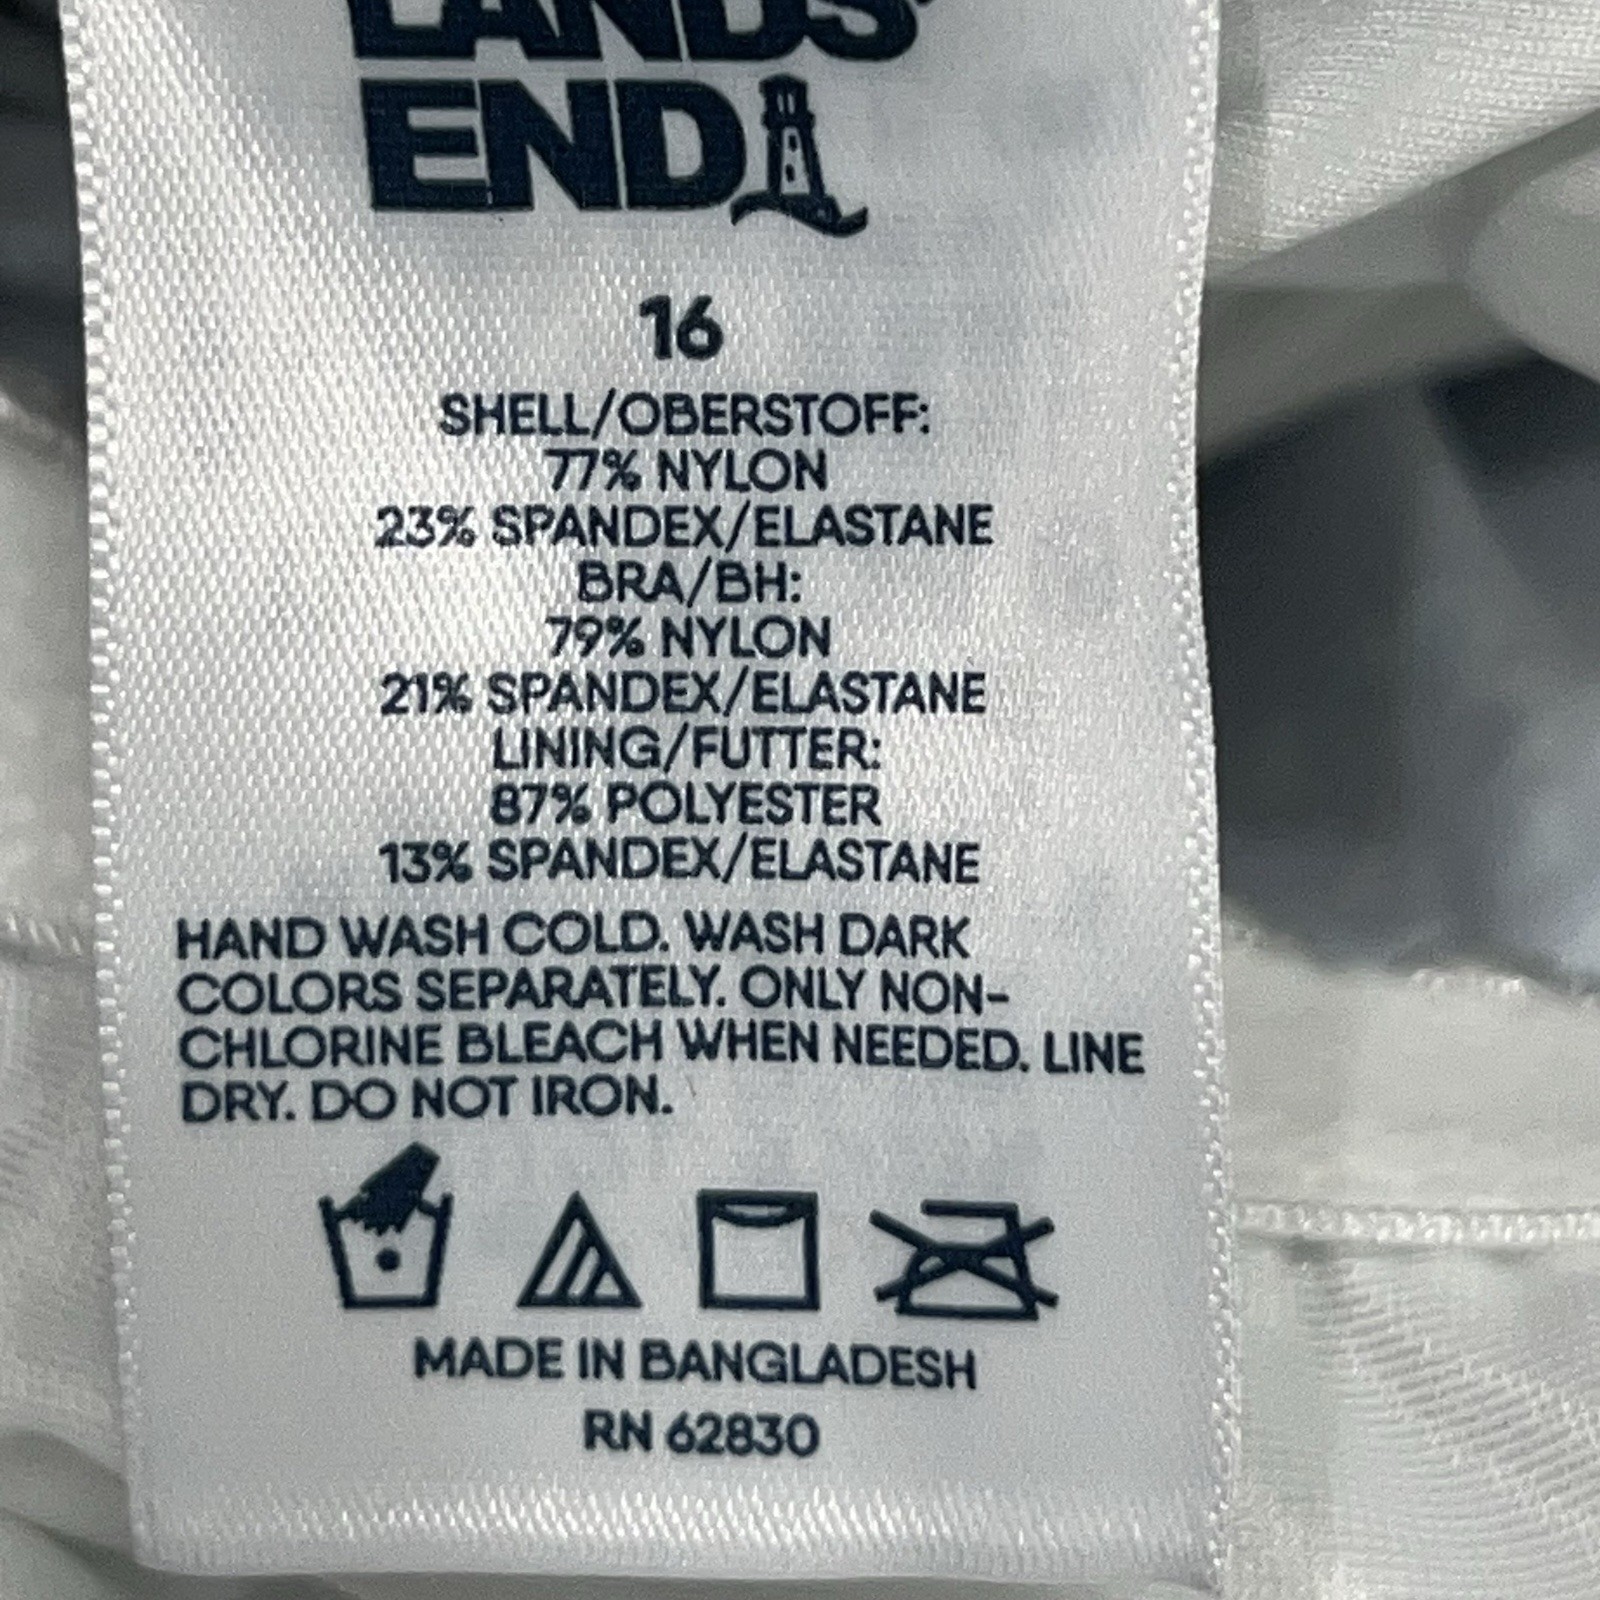 LANDS'
END
16
SHELL/OBERSTOFF:
77% NYLON
23% SPANDEX/ELASTANE
BRA/BH:
79% NYLON
21% SPANDEX/ELASTANE
LINING/FUTTER:
87% POLYESTER
13% SPANDEX/ELASTANE
HAND WASH COLD. WASH DARK
COLORS SEPARATELY. ONLY NON-
CHLORINE BLEACH WHEN NEEDED. LINE
DRY. DO NOT IRON.
MADE IN BANGLADESH
RN 62830